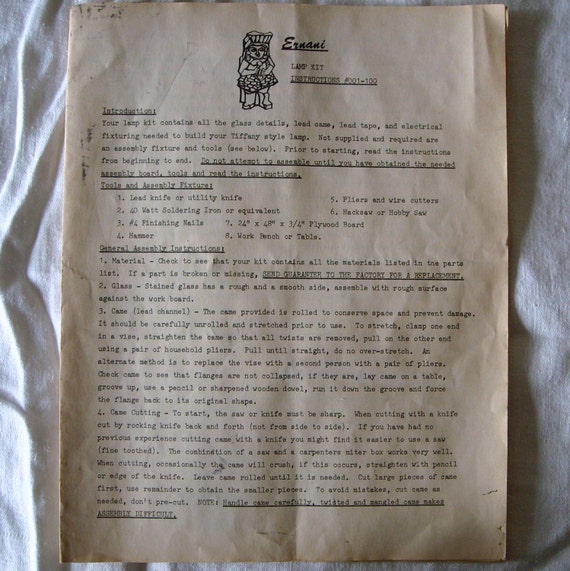 Ernani
LAMP KIT
INSTRUCTIONS #001-100
Introduction:
Your lamp kit contains all the glass details, lead came, lead tape, and electrical
fixturing needed to build your Tiffany style lamp. Not supplied and required are
an assembly fixture and tools (see below). Prior to starting, read the instructions
from beginning to end. Do not attempt to assemble until you have obtained the needed
assembly board, tools and read the instructions.
Tools and Assembly Fixture:
1. Lead knife or utility knife 5. Pliers and wire cutters
2. 40 Watt Soldering Iron or equivalent 6. Hacksaw or Hobby Saw
3. #4 Finishing Nails 7. 24" x 48" x 3/4" Plywood Board
4. Hammer 8. Work Bench or Table.
General Assembly Instructions:
1. Material - Check to see that your kit contains all the materials listed in the parts
list. If a part is broken or missing, SEND GUARANTEE TO THE FACTORY FOR A REPLACEMENT.
2. Glass - Stained glass has a rough and a smooth side, assemble with rough surface
against the work board.
3. Came (lead channel) - The came provided is rolled to conserve space and prevent damage.
It should be carefully unrolled and stretched prior to use. To stretch, clamp one end
in a vise, straighten the came so that all twists are removed, pull on the other end
using a pair of household pliers. Pull until straight, do no over-stretch. An
alternate method is to replace the vise with a second person with a pair of pliers.
Check came to see that flanges are not collapsed, if they are, lay came on a table,
groove up, use a pencil or sharpened wooden dowel, run it down the groove and force
the flange back to its original shape.
4. Came Cutting - To start, the saw or knife must be sharp. When cutting with a knife
cut by rocking knife back and forth (not from side to side). If you have had no
previous experience cutting came with a knife you might find it easier to use a saw
(fine toothed). The combination of a saw and a carpenters miter box works very well.
When cutting, occasionally the came will crush, if this occurs, straighten with pencil
or edge of the knife. Leave came rolled until it is needed. Cut large pieces of came
first, use remainder to obtain the smaller pieces. To avoid mistakes, cut came as
needed, don't pre-cut. NOTE: Handle came carefully, twisted and mangled came makes
ASSEMBLY DIFFICULT.